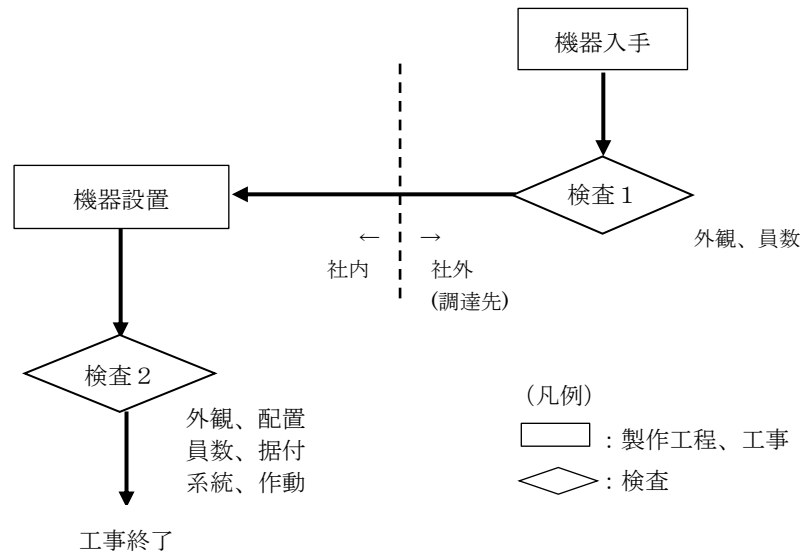 機器入手
検査1
外観、員数
機器設置
← →
社内 社外
(調達先)
検査2
外観、配置
員数、据付
系統、作動
工事終了
(凡例)
：製作工程、工事
：検査